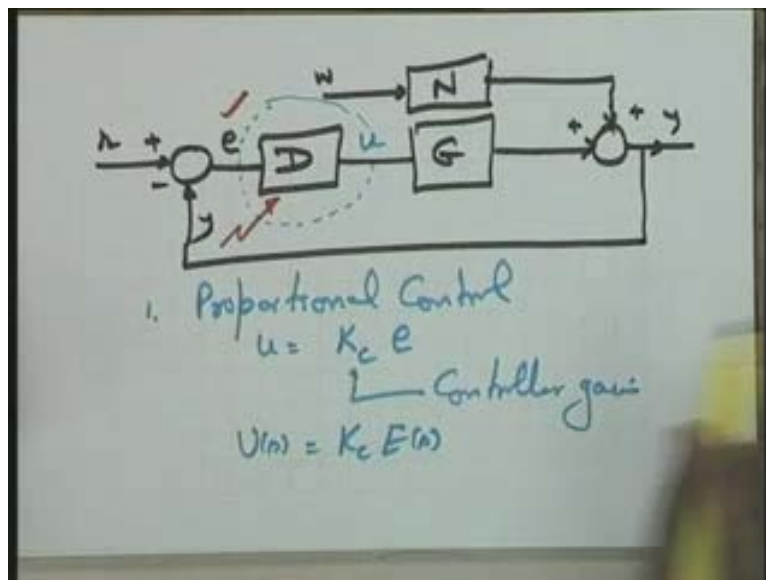 w
N
r + e D u G + + y
-
y
1. Proportional Control
u = Kc e
Controller gain
U(s) = Kc E(s)